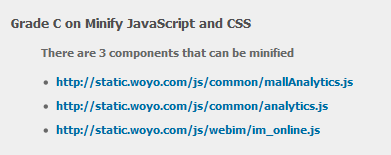 Grade C on Minify JavaScript and CSS
There are 3 components that can be minified
• http://static.woyo.com/js/common/mallAnalytics.js
• http://static.woyo.com/js/common/analytics.js
• http://static.woyo.com/js/webim/im_online.js